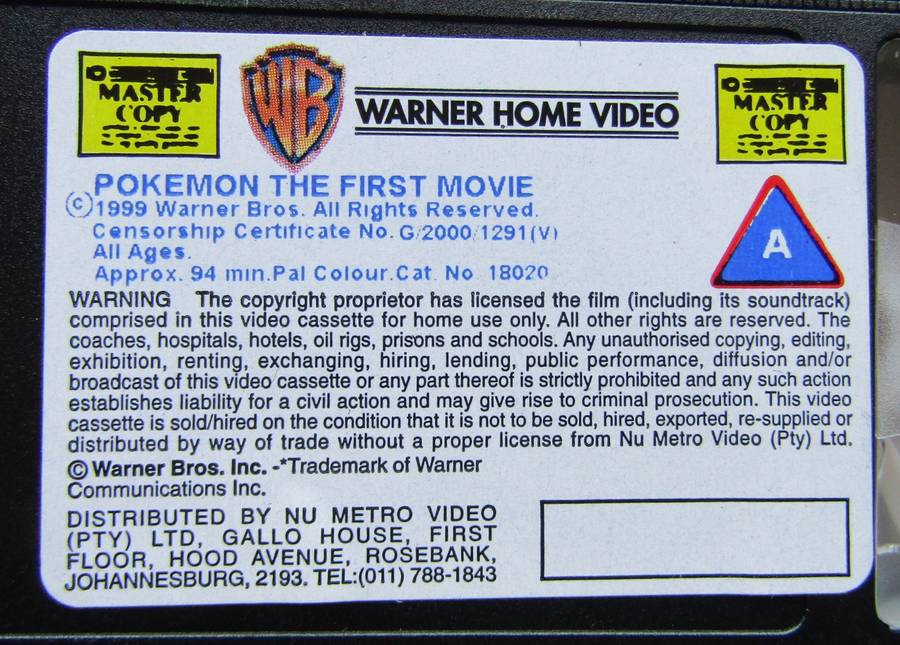 MASTER
COPY
WB
WARNER HOME VIDEO
MASTER
COPY
POKEMON THE FIRST MOVIE
©1999 Warner Bros. All Rights Reserved.
Censorship Certificate No. G/2000/1291(V)
All Ages.
Approx. 94 min.Pal Colour.Cat. No 18020
A
WARNING The copyright proprietor has licensed the film (including its soundtrack)
comprised in this video cassette for home use only. All other rights are reserved. The
coaches, hospitals, hotels, oil rigs, prisons and schools. Any unauthorised copying, editing,
exhibition, renting, exchanging, hiring, lending, public performance, diffusion and/or
broadcast of this video cassette or any part thereof is strictly prohibited and any such action
establishes liability for a civil action and may give rise to criminal prosecution. This video
cassette is sold/hired on the condition that it is not to be sold, hired, exported, re-supplied or
distributed by way of trade without a proper license from Nu Metro Video (Pty) Ltd.
© Warner Bros. Inc. -*Trademark of Warner
Communications Inc.
DISTRIBUTED BY NU METRO VIDEO
(PTY) LTD, GALLO HOUSE, FIRST
FLOOR, HOOD AVENUE, ROSEBANK,
JOHANNESBURG, 2193. TEL:(011) 788-1843